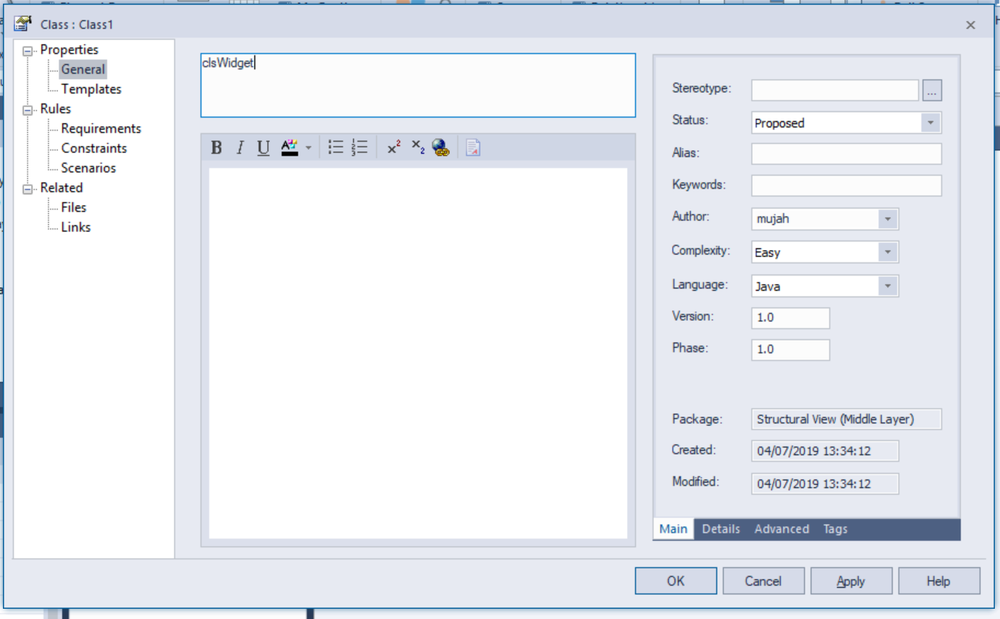 Class : Class1
Properties
General
Templates
Rules
Requirements
Constraints
Scenarios
Related
Files
Links
clsWidget
B I U A x² x₂
Stereotype: ...
Status: Proposed
Alias:
Keywords:
Author: mujah
Complexity: Easy
Language: Java
Version: 1.0
Phase: 1.0
Package: Structural View (Middle Layer)
Created: 04/07/2019 13:34:12
Modified: 04/07/2019 13:34:12
Main Details Advanced Tags
OK Cancel Apply Help